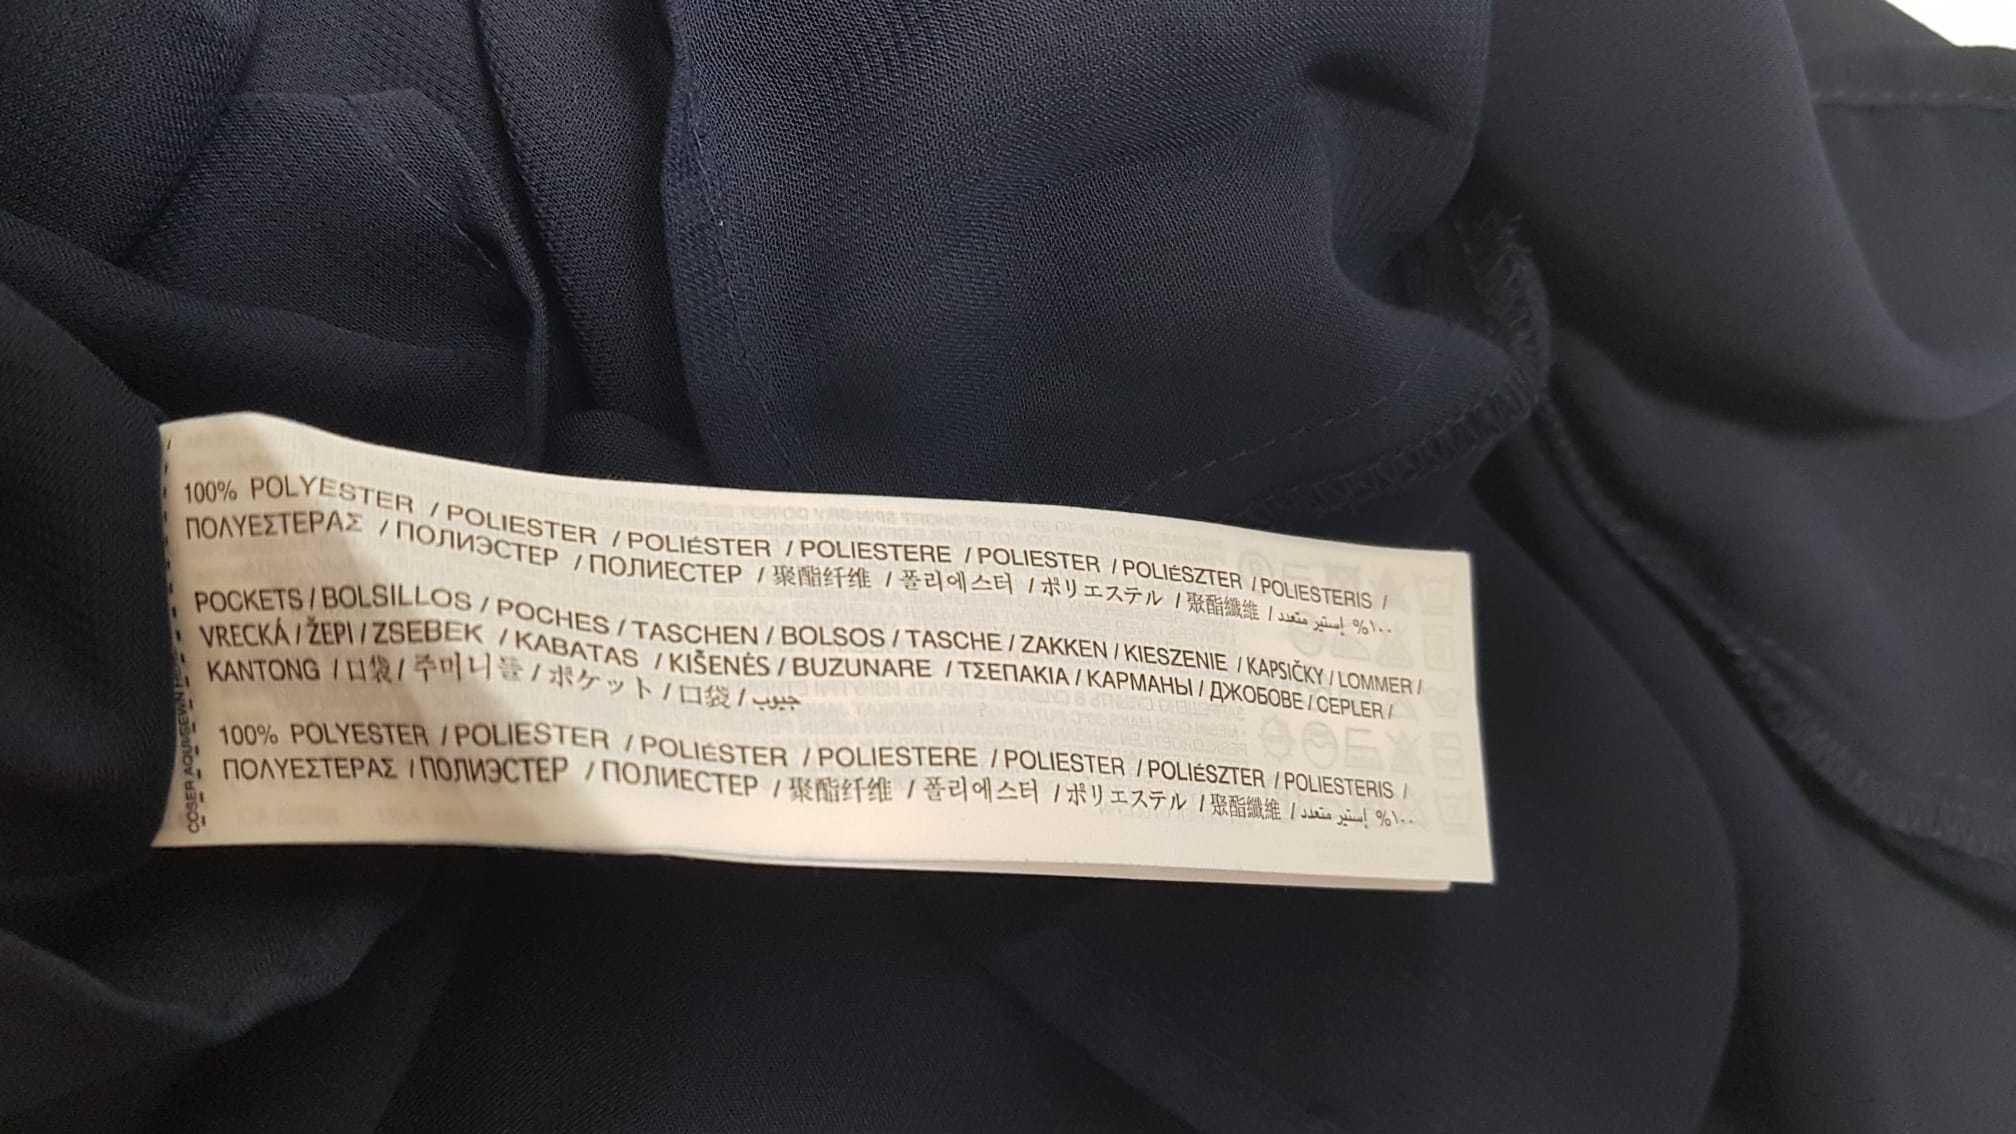 100% POLYESTER / POLIESTER / POLIÉSTER / POLIESTERE / POLIESTER / POLIÉSZTER / POLIESTERIS /
ΠΟΛΥΕΣΤΕΡΑΣ / ПОЛИЭСТЕР / ПОЛИЕСТЕР / 聚酯纤维 / 폴리에스터 / ポリエステル / 聚酯纖維 / ١٠٠% إستير متعدد
POCKETS / BOLSILLOS / POCHES / TASCHEN / BOLSOS / TASCHE / ZAKKEN / KIESZENIE / KAPSIČKY / LOMMER /
VRECKÁ / ŽEPI / ZSEBEK / KABATAS / KIŠENĖS / BUZUNARE / ΤΣΕΠΑΚΙΑ / КАРМАНЫ / ДЖОБОВЕ / CEPLER /
KANTONG / 口袋 / 주머니들 / ポケット / 口袋 / جيوب
100% POLYESTER / POLIESTER / POLIÉSTER / POLIESTERE / POLIESTER / POLIÉSZTER / POLIESTERIS /
ΠΟΛΥΕΣΤΕΡΑΣ / ПОЛИЭСТЕР / ПОЛИЕСТЕР / 聚酯纤维 / 폴리에스터 / ポリエステル / 聚酯纖維 / ١٠٠% إستير متعدد
COSER AQUI/SEWN